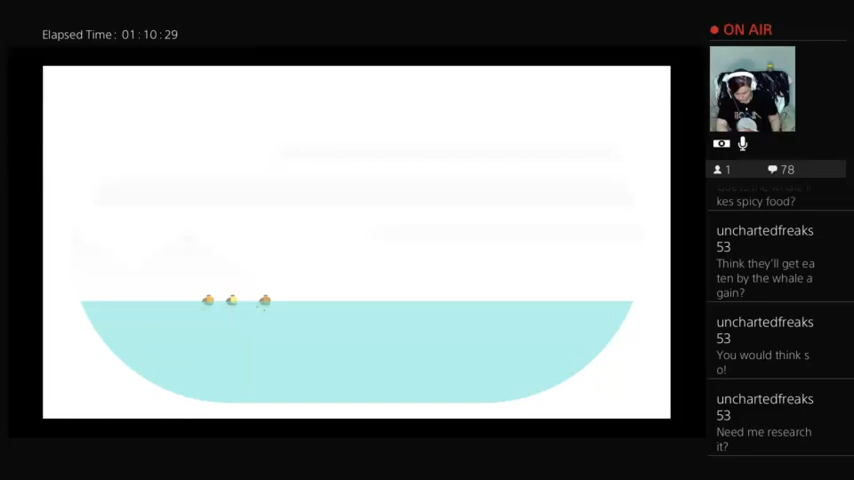 Elapsed Time: 01:10:29
ON AIR
1
78
kes spicy food?
unchartedfreaks
53
Think they'll get ea
ten by the whale a
gain?
unchartedfreaks
53
You would think s
o!
unchartedfreaks
53
Need me research
it?